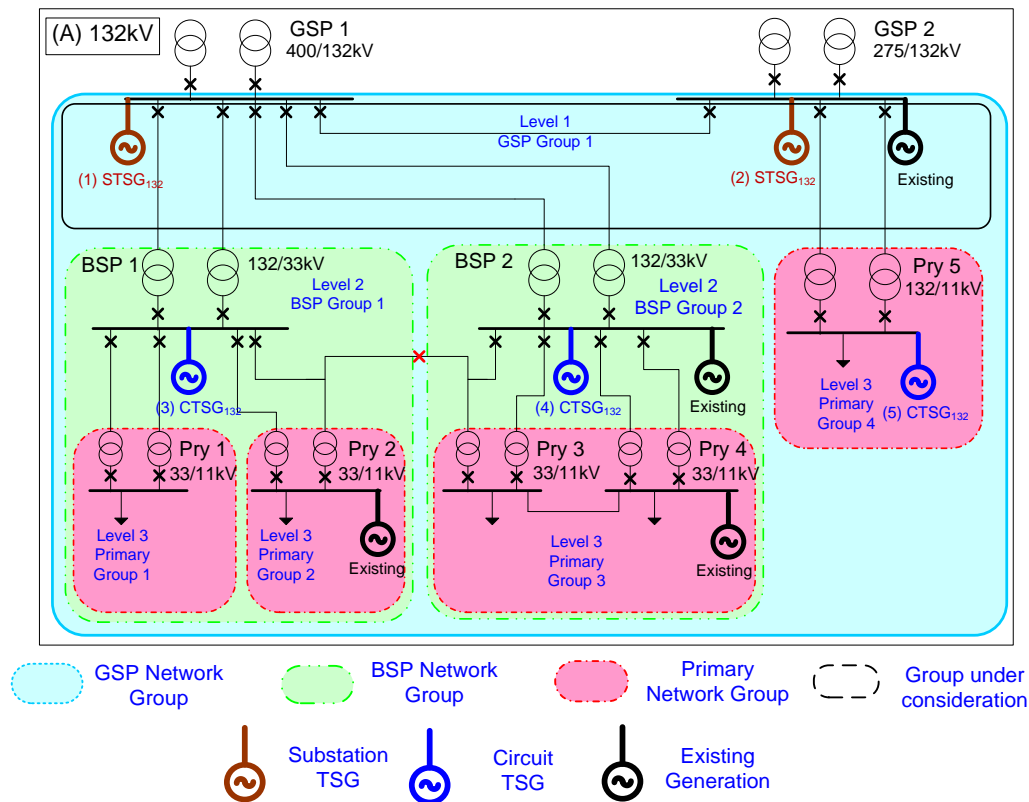 (A) 132kV
GSP 1
400/132kV
GSP 2
275/132kV
Level 1
GSP Group 1
(1) STSG132
(2) STSG132
Existing
BSP 1
132/33kV
Level 2
BSP Group 1
BSP 2
132/33kV
Level 2
BSP Group 2
Pry 5
132/11kV
(3) CTSG132
(4) CTSG132
Existing
Level 3
Primary
Group 4
(5) CTSG132
Pry 1
33/11kV
Pry 2
33/11kV
Pry 3
33/11kV
Pry 4
33/11kV
Level 3
Primary
Group 1
Level 3
Primary
Group 2
Existing
Level 3
Primary
Group 3
Existing
GSP Network
Group
BSP Network
Group
Primary
Network Group
Group under
consideration
Substation
TSG
Circuit
TSG
Existing
Generation